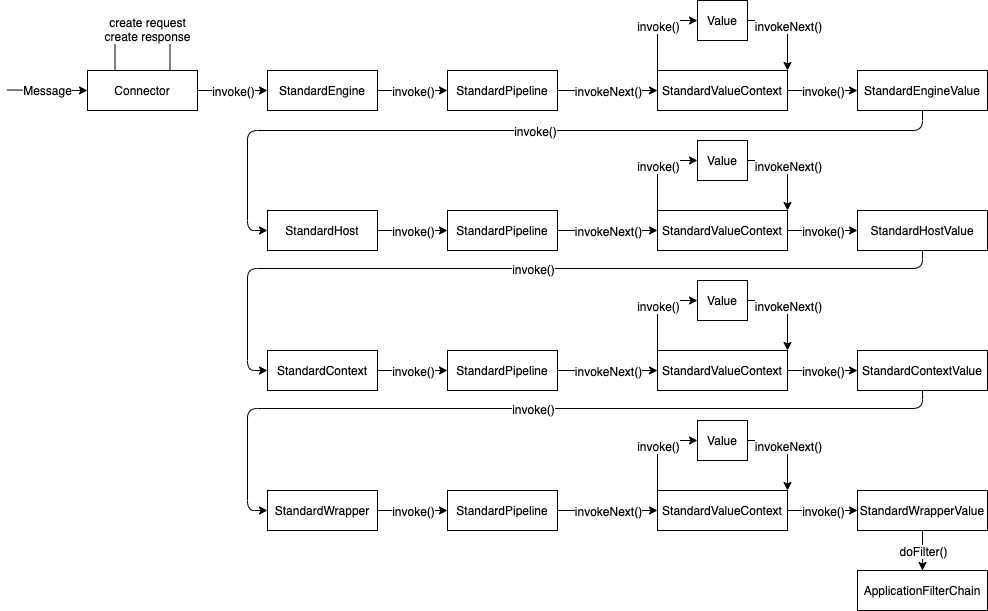 create request
create response
invoke()
Value
invokeNext()
Message
Connector
invoke()
StandardEngine
invoke()
StandardPipeline
invokeNext()
StandardValueContext
invoke()
StandardEngineValue
invoke()
invoke()
Value
invokeNext()
StandardHost
invoke()
StandardPipeline
invokeNext()
StandardValueContext
invoke()
StandardHostValue
invoke()
invoke()
Value
invokeNext()
StandardContext
invoke()
StandardPipeline
invokeNext()
StandardValueContext
invoke()
StandardContextValue
invoke()
invoke()
Value
invokeNext()
StandardWrapper
invoke()
StandardPipeline
invokeNext()
StandardValueContext
invoke()
StandardWrapperValue
doFilter()
ApplicationFilterChain